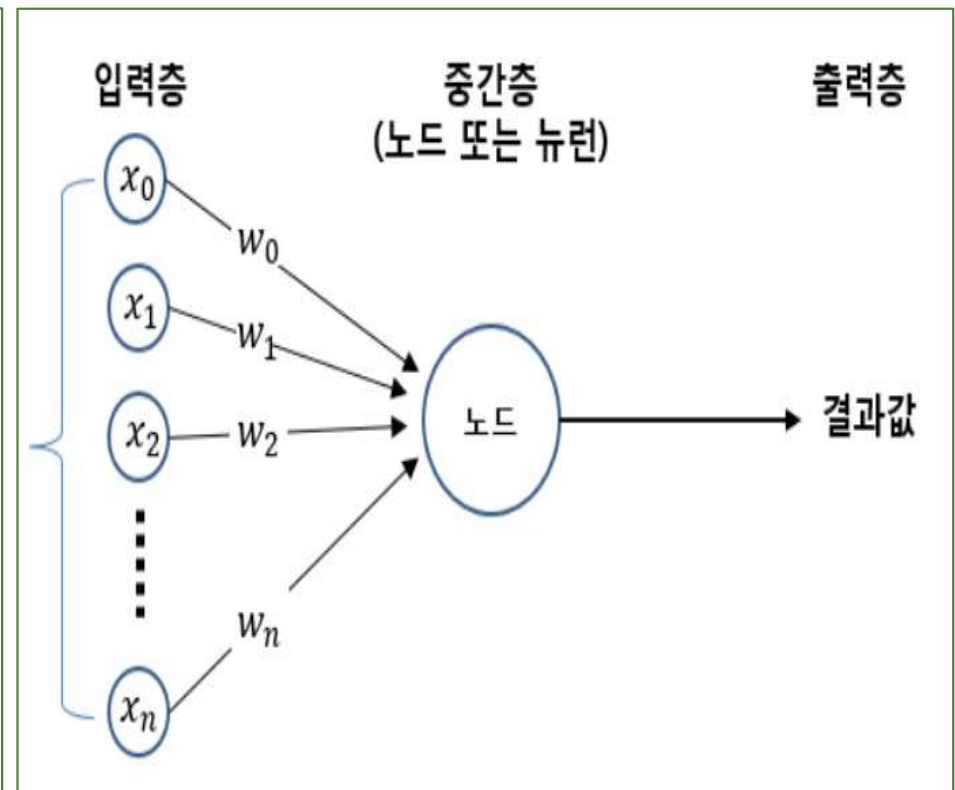 입력층 중간층 출력층
(노드 또는 뉴런)
x₀
w₀
x₁
w₁
x₂
w₂
노드
결과값
wₙ
xₙ